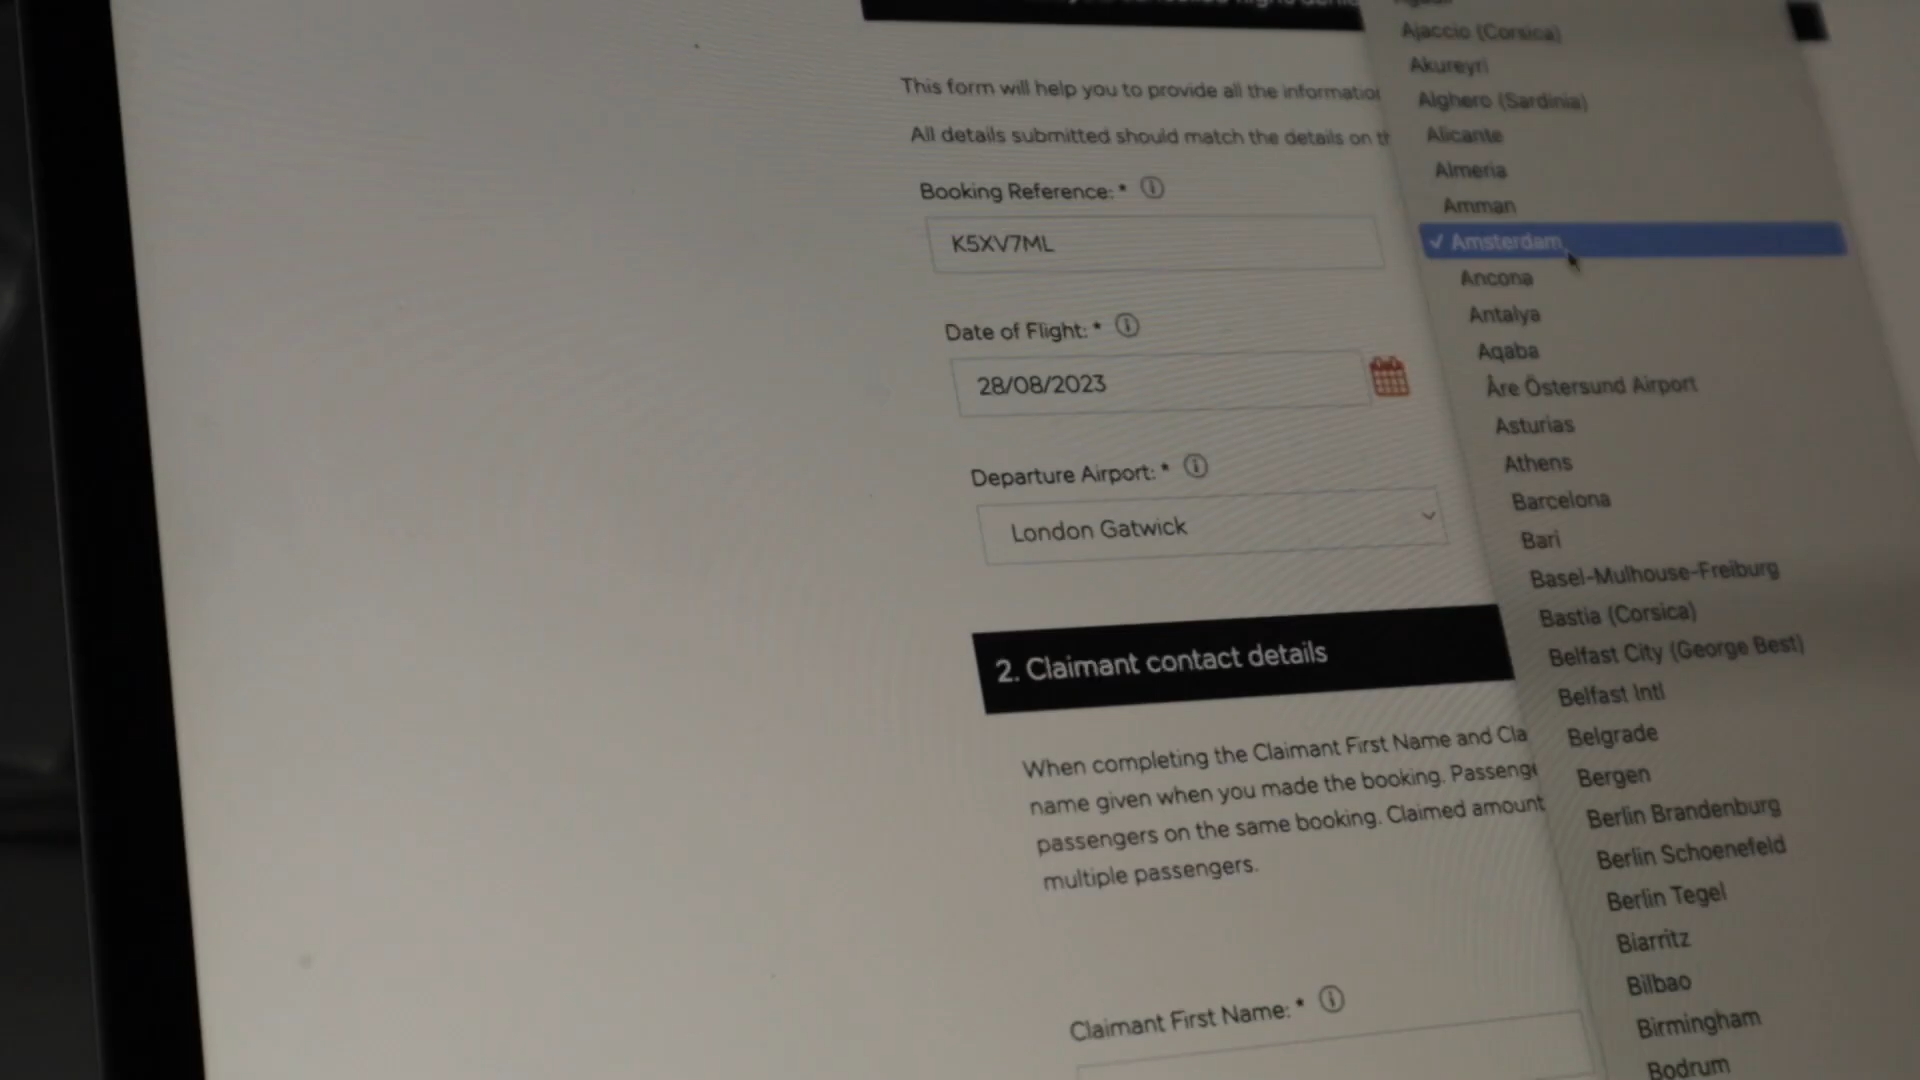 This form will help you to provide all the information
All details submitted should match the details on th
Booking Reference: *
K5XV7ML
Date of Flight: *
28/08/2023
Departure Airport: *
London Gatwick
2. Claimant contact details
When completing the Claimant First Name and Cla
name given when you made the booking. Passenge
passengers on the same booking. Claimed amount
multiple passengers.
Claimant First Name: *
Ajaccio (Corsica)
Akureyri
Alghero (Sardinia)
Alicante
Almeria
Amman
✓ Amsterdam
Ancona
Antalya
Aqaba
Åre Östersund Airport
Asturias
Athens
Barcelona
Bari
Basel-Mulhouse-Freiburg
Bastia (Corsica)
Belfast City (George Best)
Belfast Intl
Belgrade
Bergen
Berlin Brandenburg
Berlin Schoenefeld
Berlin Tegel
Biarritz
Bilbao
Birmingham
Bodrum